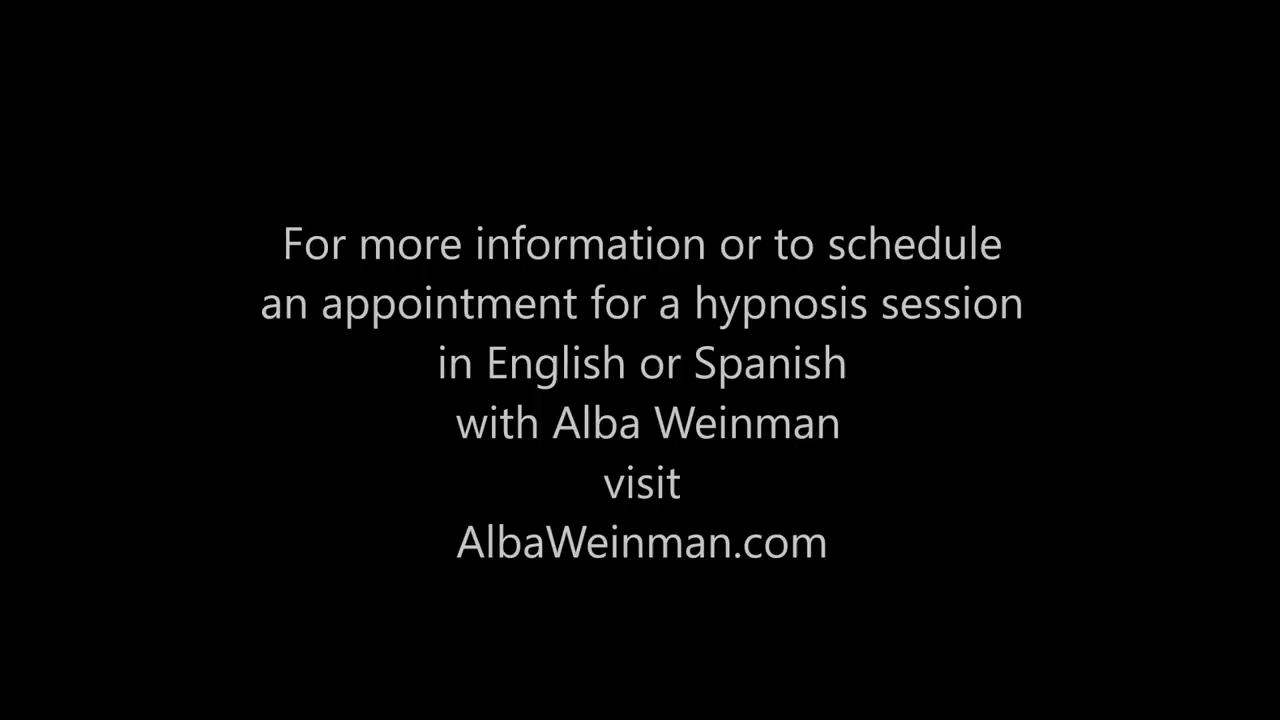 For more information or to schedule
an appointment for a hypnosis session
in English or Spanish
with Alba Weinman
visit
AlbaWeinman.com